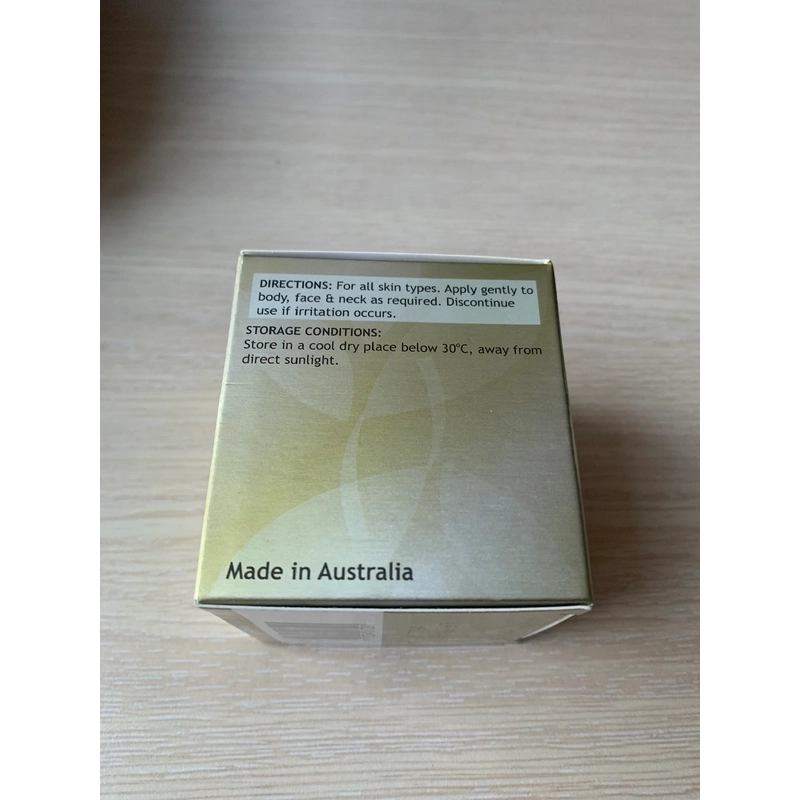 DIRECTIONS: For all skin types. Apply gently to
body, face & neck as required. Discontinue
use if irritation occurs.
STORAGE CONDITIONS:
Store in a cool dry place below 30°C, away from
direct sunlight.
Made in Australia